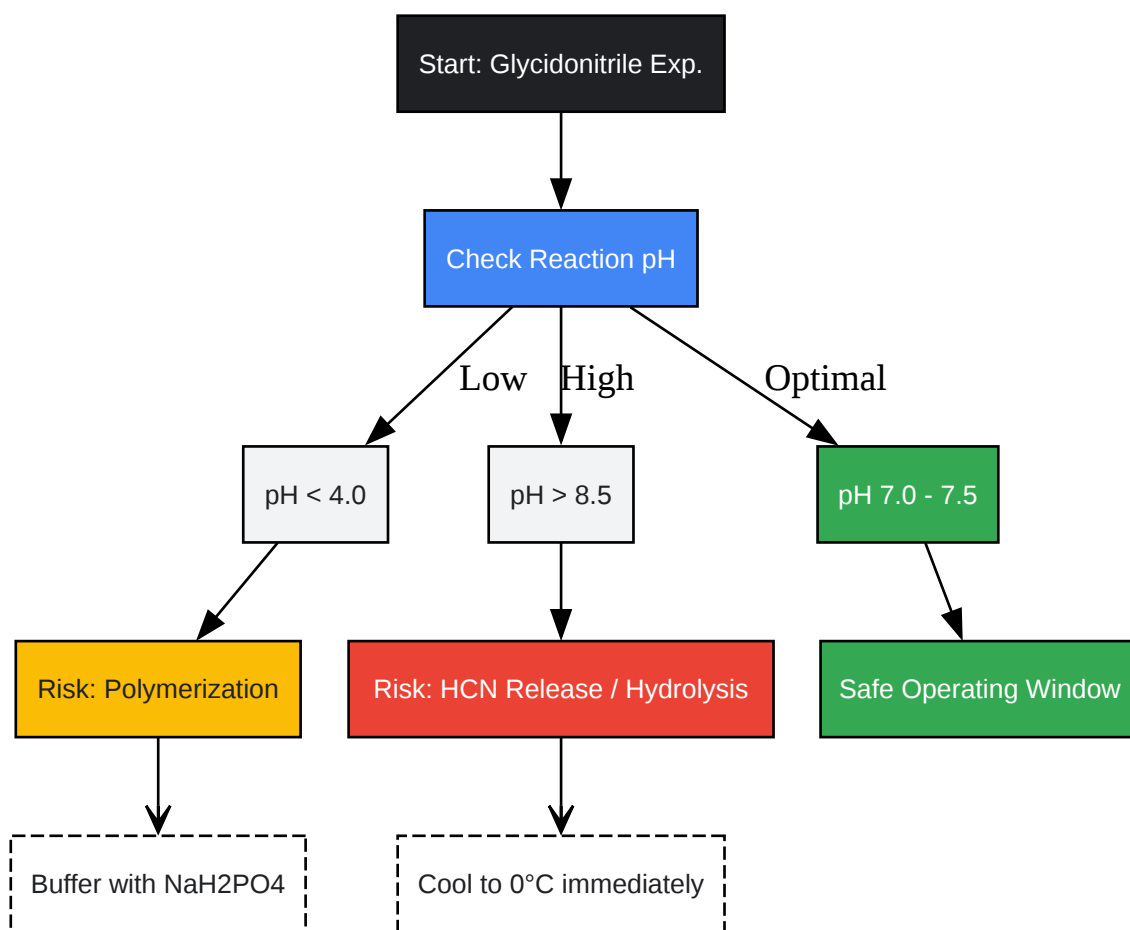 Start: Glycidonitrile Exp.
Check Reaction pH
Low
High
Optimal
pH < 4.0
pH > 8.5
pH 7.0 - 7.5
Risk: Polymerization
Risk: HCN Release / Hydrolysis
Safe Operating Window
Buffer with NaH2PO4
Cool to 0°C immediately